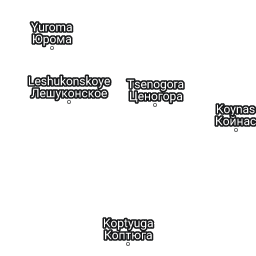 Yuroma
Юрома
Leshukonskoye
Лешуконское
Tsenogora
Ценогора
Koynas
Койнас
Koptyuga
Коптюга